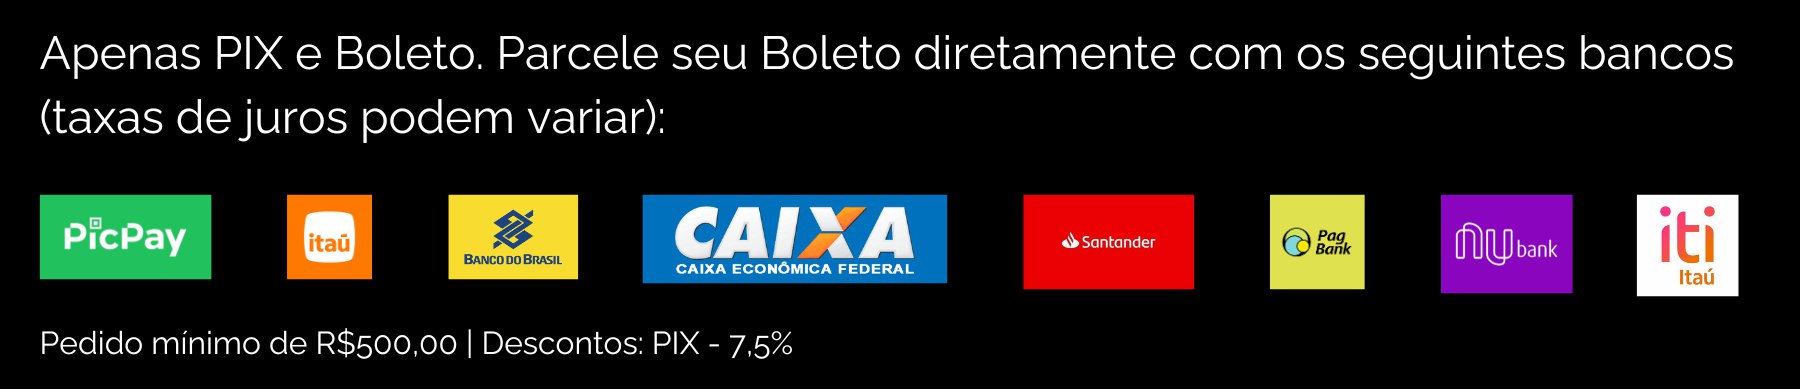 Apenas PIX e Boleto. Parcele seu Boleto diretamente com os seguintes bancos
(taxas de juros podem variar):
PicPay
itaú
BANCO DO BRASIL
CAIXA
CAIXA ECONÔMICA FEDERAL
Santander
Pag
Bank
nu bank
iti
Itaú
Pedido mínimo de R$500,00 | Descontos: PIX - 7,5%